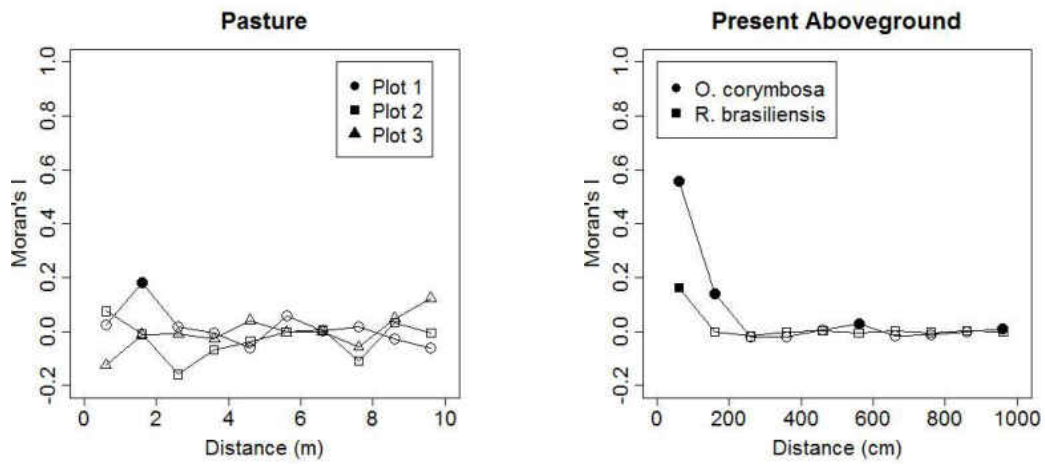 Pasture
1.0
0.8
0.6
0.4
0.2
0.0
-0.2
Moran's I
Plot 1
Plot 2
Plot 3
0 2 4 6 8 10
Distance (m)
Present Aboveground
1.0
0.8
0.6
0.4
0.2
0.0
-0.2
Moran's I
O. corymbosa
R. brasiliensis
0 200 400 600 800 1000
Distance (cm)